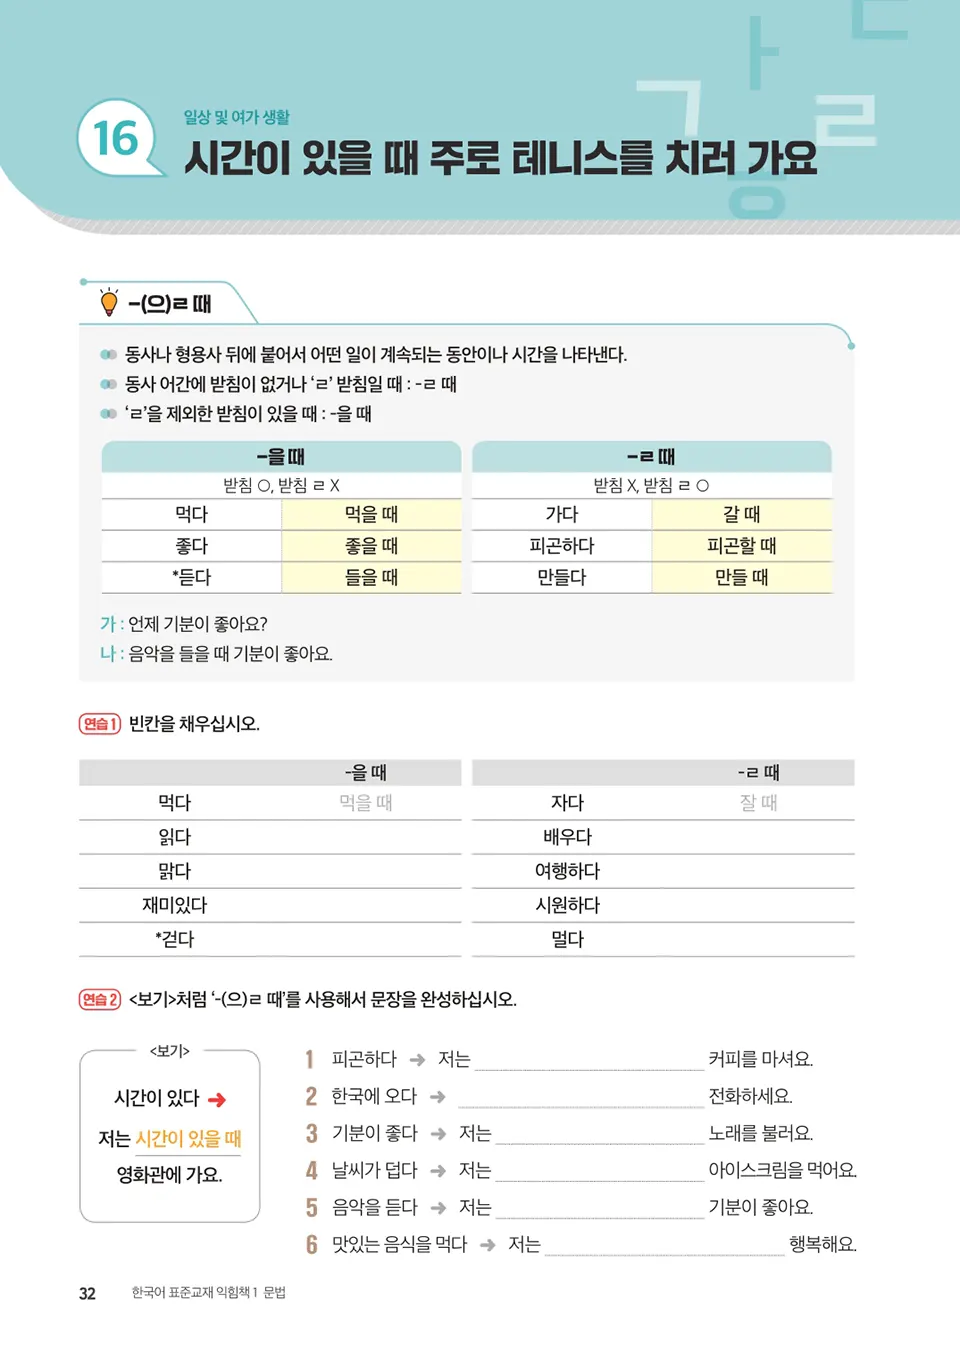 16
일상 및 여가 생활
시간이 있을 때 주로 테니스를 치러 가요
-(으)ㄹ 때
동사나 형용사 뒤에 붙어서 어떤 일이 계속되는 동안이나 시간을 나타낸다.
동사 어간에 받침이 없거나 ‘ㄹ’ 받침일 때 : -ㄹ 때
‘ㄹ’을 제외한 받침이 있을 때 : -을 때
-을 때 -ㄹ 때
받침 O, 받침 ㄹ X 받침 X, 받침 ㄹ O
먹다 먹을 때 가다 갈 때
좋다 좋을 때 피곤하다 피곤할 때
*듣다 들을 때 만들다 만들 때
가 : 언제 기분이 좋아요?
나 : 음악을 들을 때 기분이 좋아요.
연습 1 빈칸을 채우십시오.
-을 때 -ㄹ 때
먹다 먹을 때 자다 잘 때
읽다 배우다
맑다 여행하다
재미있다 시원하다
*걷다 멀다
연습 2 <보기>처럼 ‘-(으)ㄹ 때’를 사용해서 문장을 완성하십시오.
<보기>
시간이 있다 ➜
저는 시간이 있을 때
영화관에 가요.
1 피곤하다 ➜ 저는 커피를 마셔요.
2 한국에 오다 ➜ 전화하세요.
3 기분이 좋다 ➜ 저는 노래를 불러요.
4 날씨가 덥다 ➜ 저는 아이스크림을 먹어요.
5 음악을 듣다 ➜ 저는 기분이 좋아요.
6 맛있는 음식을 먹다 ➜ 저는 행복해요.
32 한국어 표준교재 익힘책 1 문법